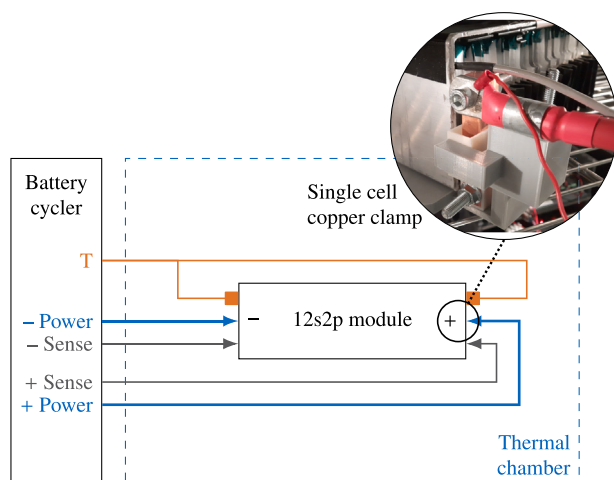 Battery
cycler
Single cell
copper clamp
T
− Power
− Sense
+ Sense
+ Power
− 12s2p module +
Thermal
chamber